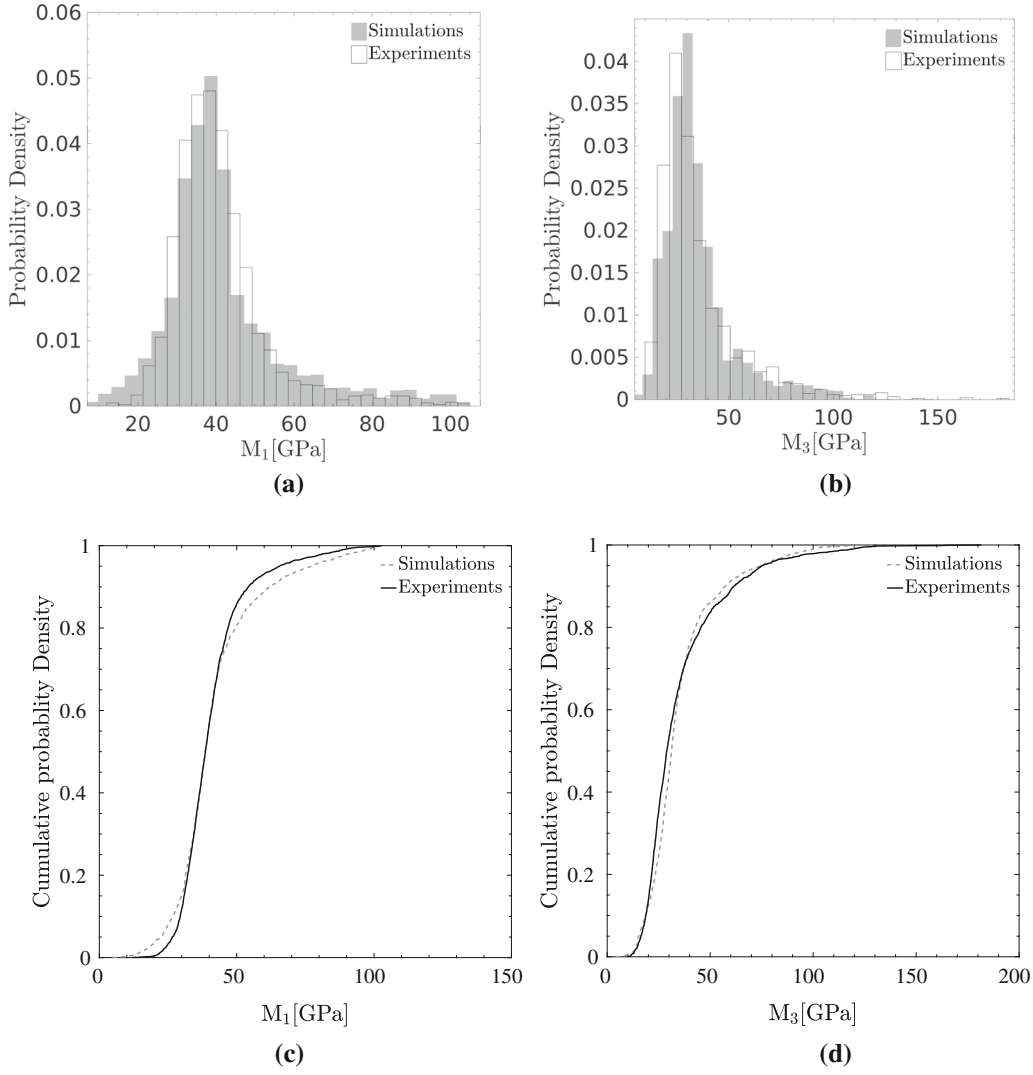 0.06
0.05
0.04
0.03
0.02
0.01
0
Probability Density
Simulations
Experiments
20 40 60 80 100
M₁[GPa]
(a)
0.04
0.035
0.03
0.025
0.02
0.015
0.01
0.005
0
Probability Density
Simulations
Experiments
50 100 150
M₃[GPa]
(b)
1
0.8
0.6
0.4
0.2
0
Cumulative probablity Density
Simulations
Experiments
0 50 100 150
M₁[GPa]
(c)
1
0.8
0.6
0.4
0.2
0
Cumulative probablity Density
Simulations
Experiments
0 50 100 150 200
M₃[GPa]
(d)